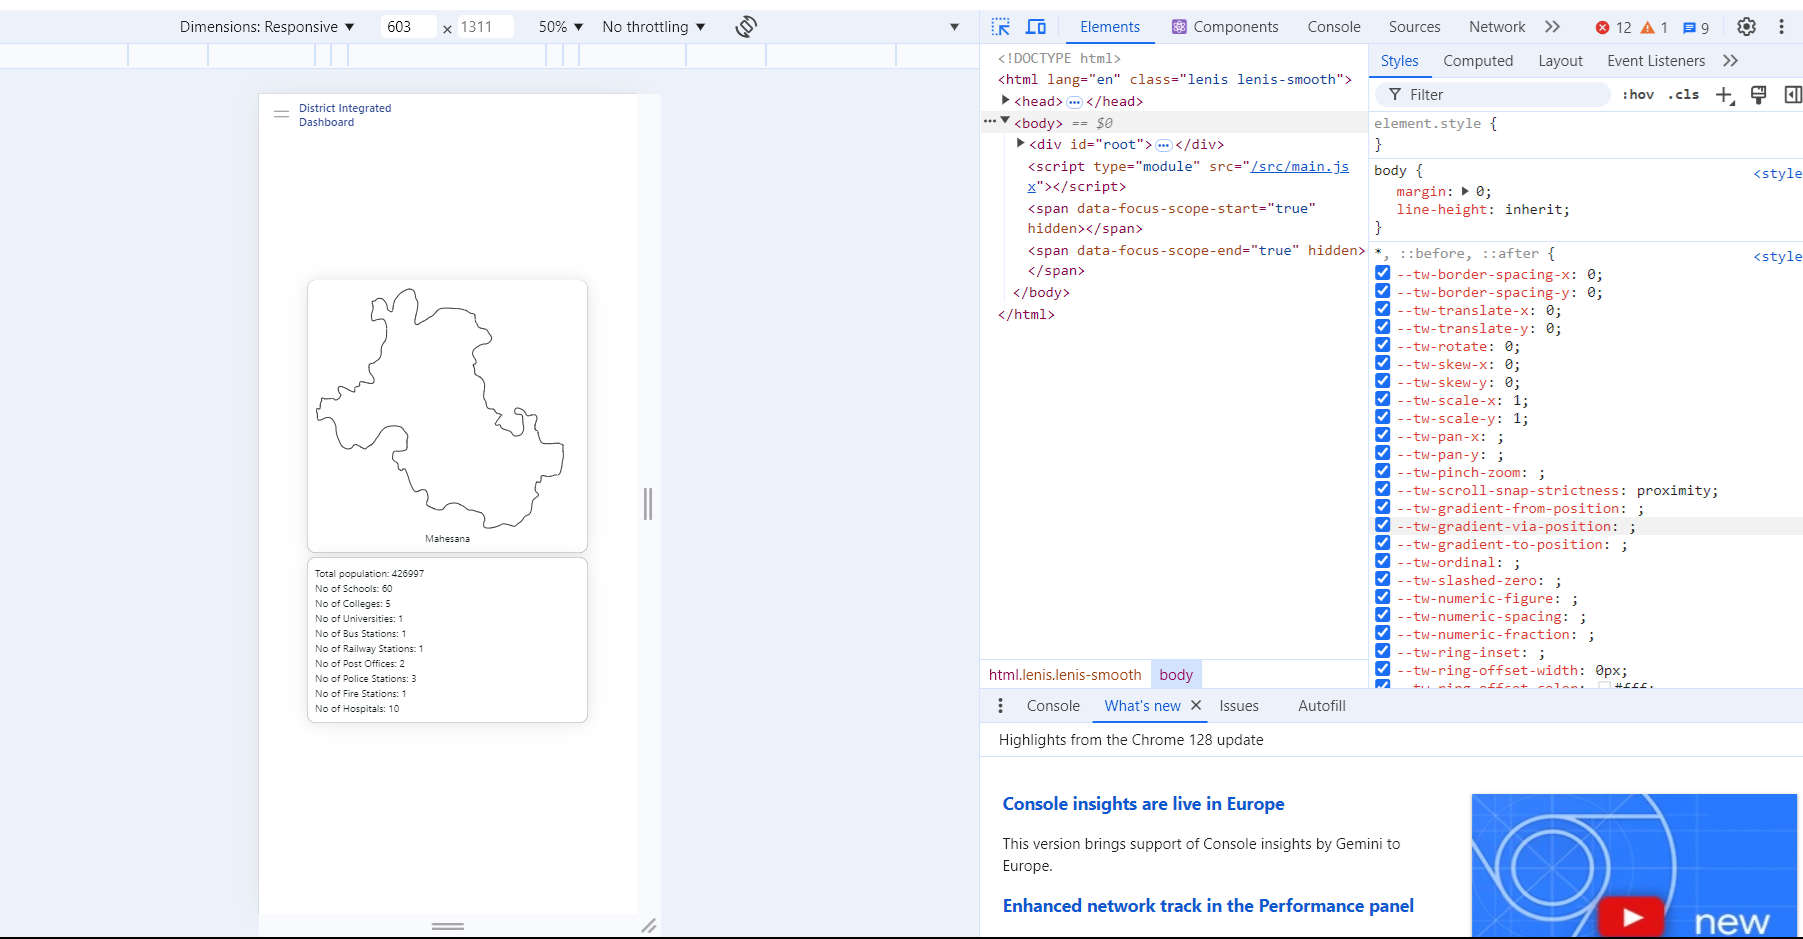 Dimensions: Responsive ▼ 603 × 1311 50% ▼ No throttling ▼
District Integrated
Dashboard
Mahesana
Total population: 426997
No of Schools: 60
No of Colleges: 5
No of Universities: 1
No of Bus Stations: 1
No of Railway Stations: 1
No of Post Offices: 2
No of Police Stations: 3
No of Fire Stations: 1
No of Hospitals: 10
Elements Components Console Sources Network 12 1 9
<!DOCTYPE html>
<html lang="en" class="lenis lenis-smooth">
<head> ••• </head>
••• <body> == $0
<div id="root"> ••• </div>
<script type="module" src="/src/main.js
x"></script>
<span data-focus-scope-start="true"
hidden></span>
<span data-focus-scope-end="true" hidden>
</span>
</body>
</html>
html.lenis.lenis-smooth body
Styles Computed Layout Event Listeners
Filter :hov .cls
element.style {
}
body { <style
margin: 0;
line-height: inherit;
}
*, ::before, ::after { <style
--tw-border-spacing-x: 0;
--tw-border-spacing-y: 0;
--tw-translate-x: 0;
--tw-translate-y: 0;
--tw-rotate: 0;
--tw-skew-x: 0;
--tw-skew-y: 0;
--tw-scale-x: 1;
--tw-scale-y: 1;
--tw-pan-x: ;
--tw-pan-y: ;
--tw-pinch-zoom: ;
--tw-scroll-snap-strictness: proximity;
--tw-gradient-from-position: ;
--tw-gradient-via-position: ;
--tw-gradient-to-position: ;
--tw-ordinal: ;
--tw-slashed-zero: ;
--tw-numeric-figure: ;
--tw-numeric-spacing: ;
--tw-numeric-fraction: ;
--tw-ring-inset: ;
--tw-ring-offset-width: 0px;
--tw-ring-offset-color: #fff;
Console What's new Issues Autofill
Highlights from the Chrome 128 update
Console insights are live in Europe
This version brings support of Console insights by Gemini to
Europe.
Enhanced network track in the Performance panel
new